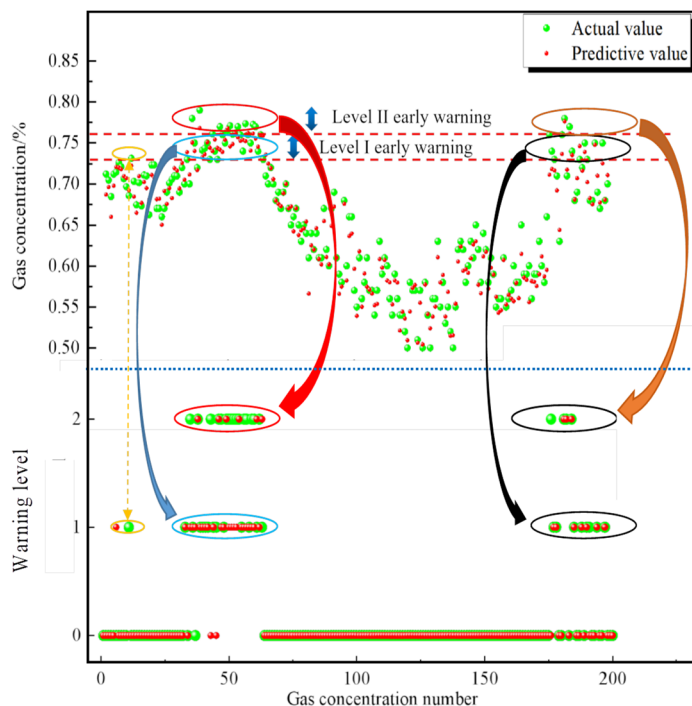 Actual value
Predictive value
0.85
0.80
0.75
0.70
0.65
0.60
0.55
0.50
Gas concentration/%
Level II early warning
Level I early warning
2
1
0
Warning level
0
50
100
150
200
Gas concentration number